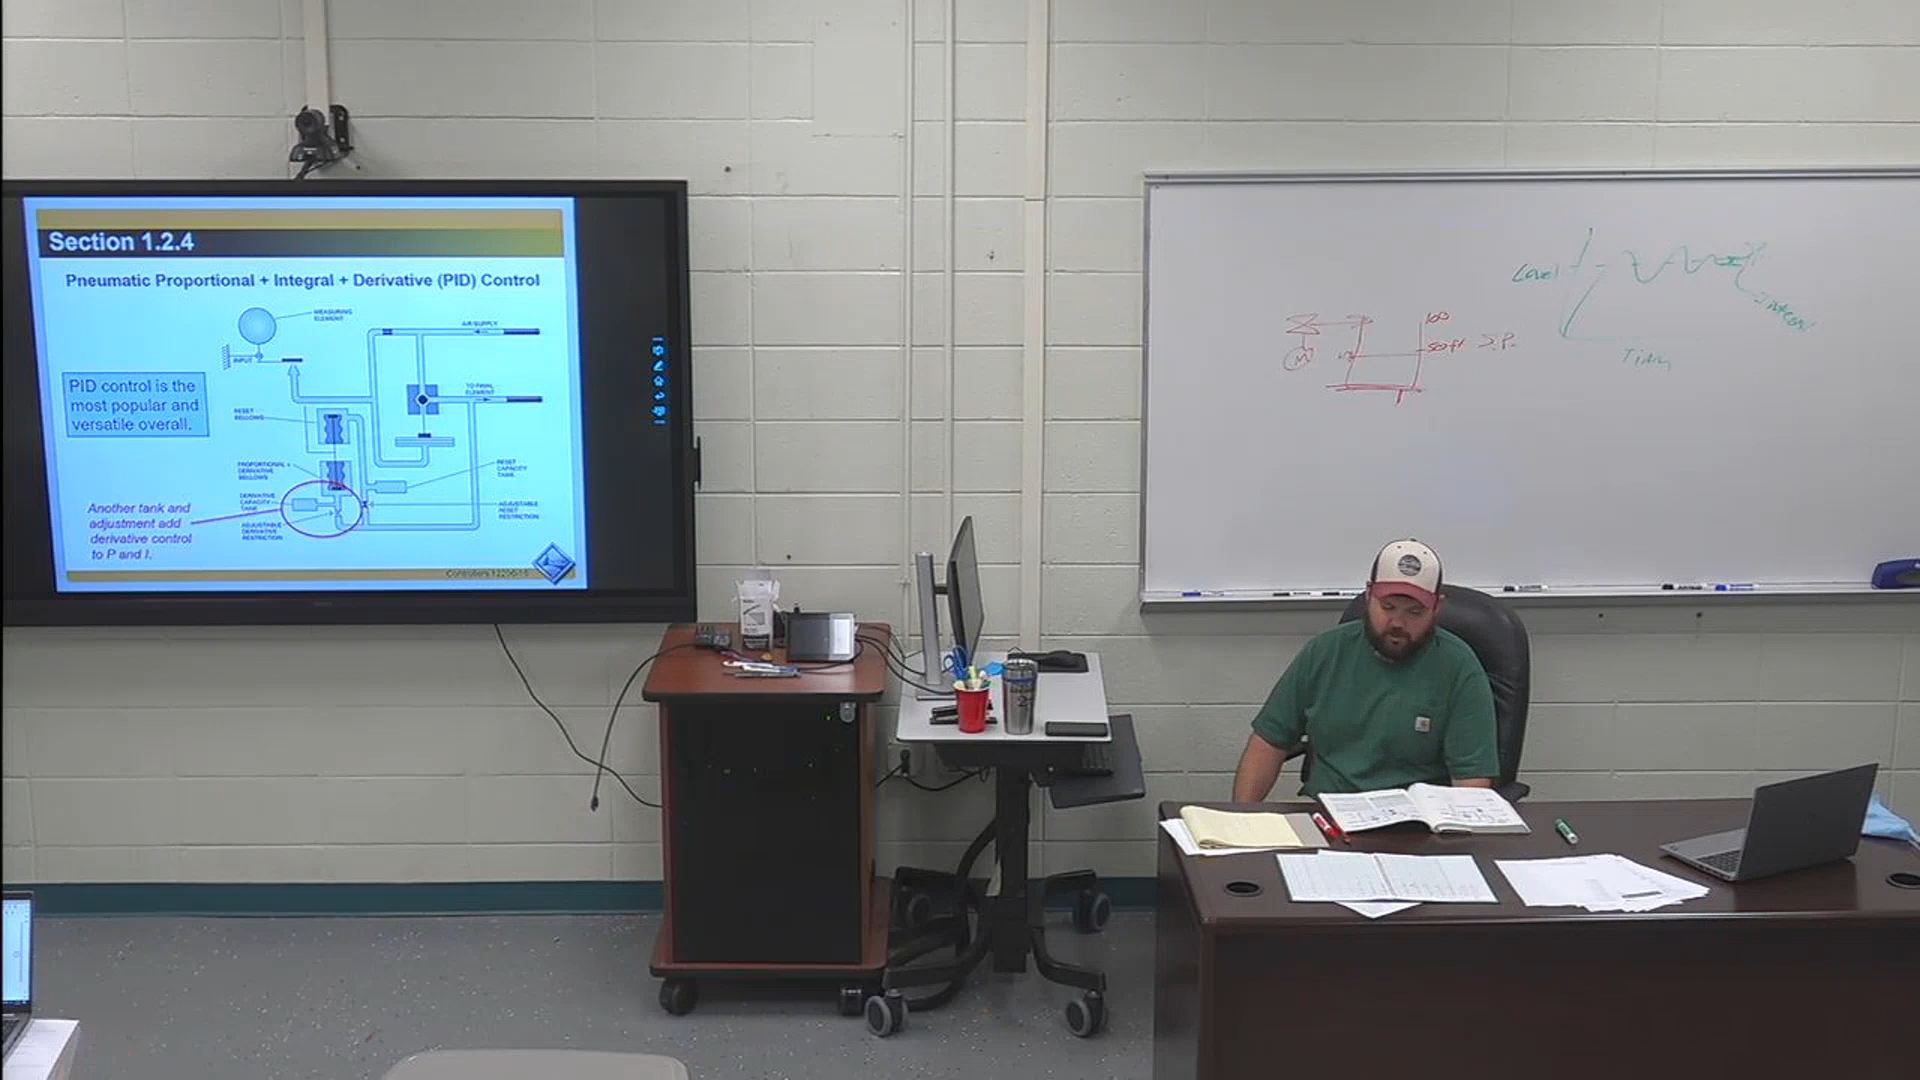 Section 1.2.4
Pneumatic Proportional + Integral + Derivative (PID) Control
MEASURING
ELEMENT
AIR SUPPLY
INPUT
PID control is the
most popular and
versatile overall.
TO FINAL
ELEMENT
RESET
BELLOWS
PROPORTIONAL +
DERIVATIVE
BELLOWS
RESET
CAPACITY
TANK
DERIVATIVE
CAPACITY
TANK
ADJUSTABLE
RESET
RESTRICTION
ADJUSTABLE
DERIVATIVE
RESTRICTION
Another tank and
adjustment add
derivative control
to P and I.
Level
Time
100
50% S.P.
M